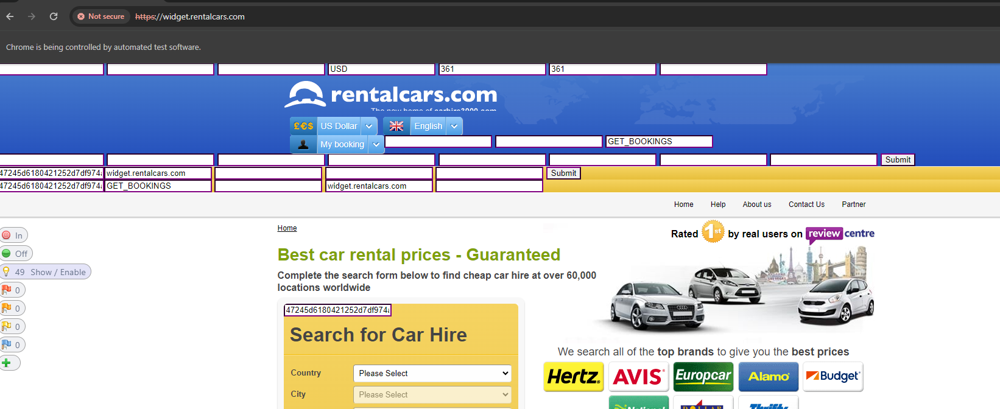 Not secure https://widget.rentalcars.com
Chrome is being controlled by automated test software.
USD 361 361
rentalcars.com
The new home of carhire3000.com
£€$ US Dollar English
My booking GET_BOOKINGS
Submit
47245d6180421252d7df974 widget.rentalcars.com Submit
47245d6180421252d7df974 GET_BOOKINGS widget.rentalcars.com
Home Help About us Contact Us Partner
In
Off
49 Show / Enable
0
0
0
0
Home
Rated 1st by real users on review centre
Best car rental prices - Guaranteed
Complete the search form below to find cheap car hire at over 60,000
locations worldwide
47245d6180421252d7df974
Search for Car Hire
Country Please Select
City Please Select
We search all of the top brands to give you the best prices
Hertz AVIS Europcar Alamo Budget
National DOLLAR Thrifty